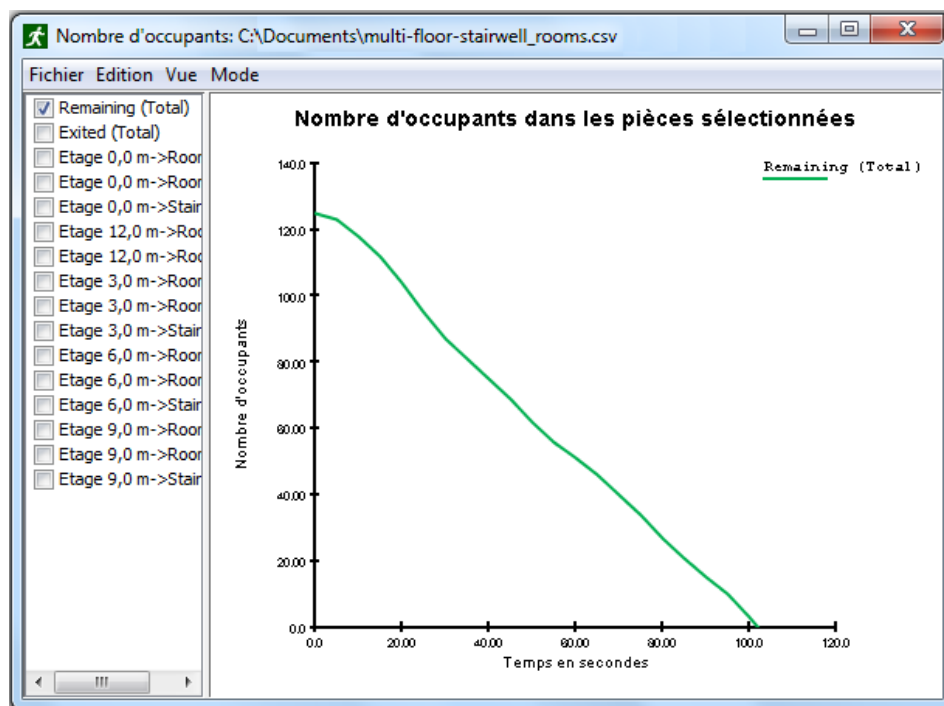 Nombre d'occupants: C:\Documents\multi-floor-stairwell_rooms.csv
Fichier Edition Vue Mode
Remaining (Total)
Exited (Total)
Etage 0,0 m->Roor
Etage 0,0 m->Roor
Etage 0,0 m->Stair
Etage 12,0 m->Roo
Etage 12,0 m->Roo
Etage 3,0 m->Roor
Etage 3,0 m->Roor
Etage 3,0 m->Stair
Etage 6,0 m->Roor
Etage 6,0 m->Roor
Etage 6,0 m->Stair
Etage 9,0 m->Roor
Etage 9,0 m->Roor
Etage 9,0 m->Stair
Nombre d'occupants dans les pièces sélectionnées
Remaining (Total)
140.0
120.0
100.0
80.00
60.00
40.00
20.00
0.0
Nombre d'occupants
0.0 20.00 40.00 60.00 80.00 100.0 120.0
Temps en secondes